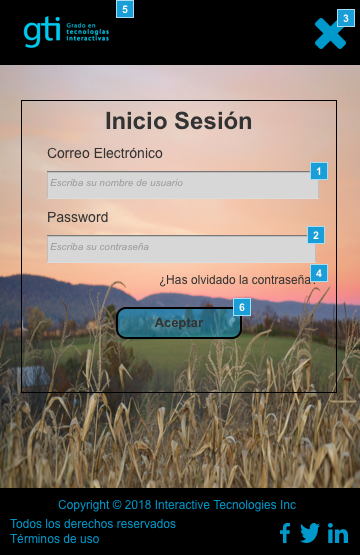 5
3
gti
Grado en
tecnologías
interactivas
Inicio Sesión
Correo Electrónico
1
Escriba su nombre de usuario
Password
2
Escriba su contraseña
4
¿Has olvidado la contraseña?
6
Aceptar
Copyright © 2018 Interactive Tecnologies Inc
Todos los derechos reservados
Términos de uso